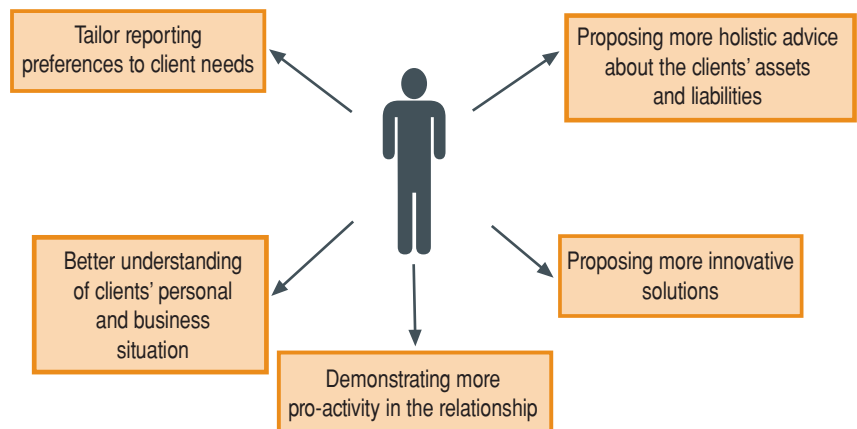 Tailor reporting
preferences to client needs
Proposing more holistic advice
about the clients' assets
and liabilities
Better understanding
of clients' personal
and business
situation
Proposing more innovative
solutions
Demonstrating more
pro-activity in the relationship